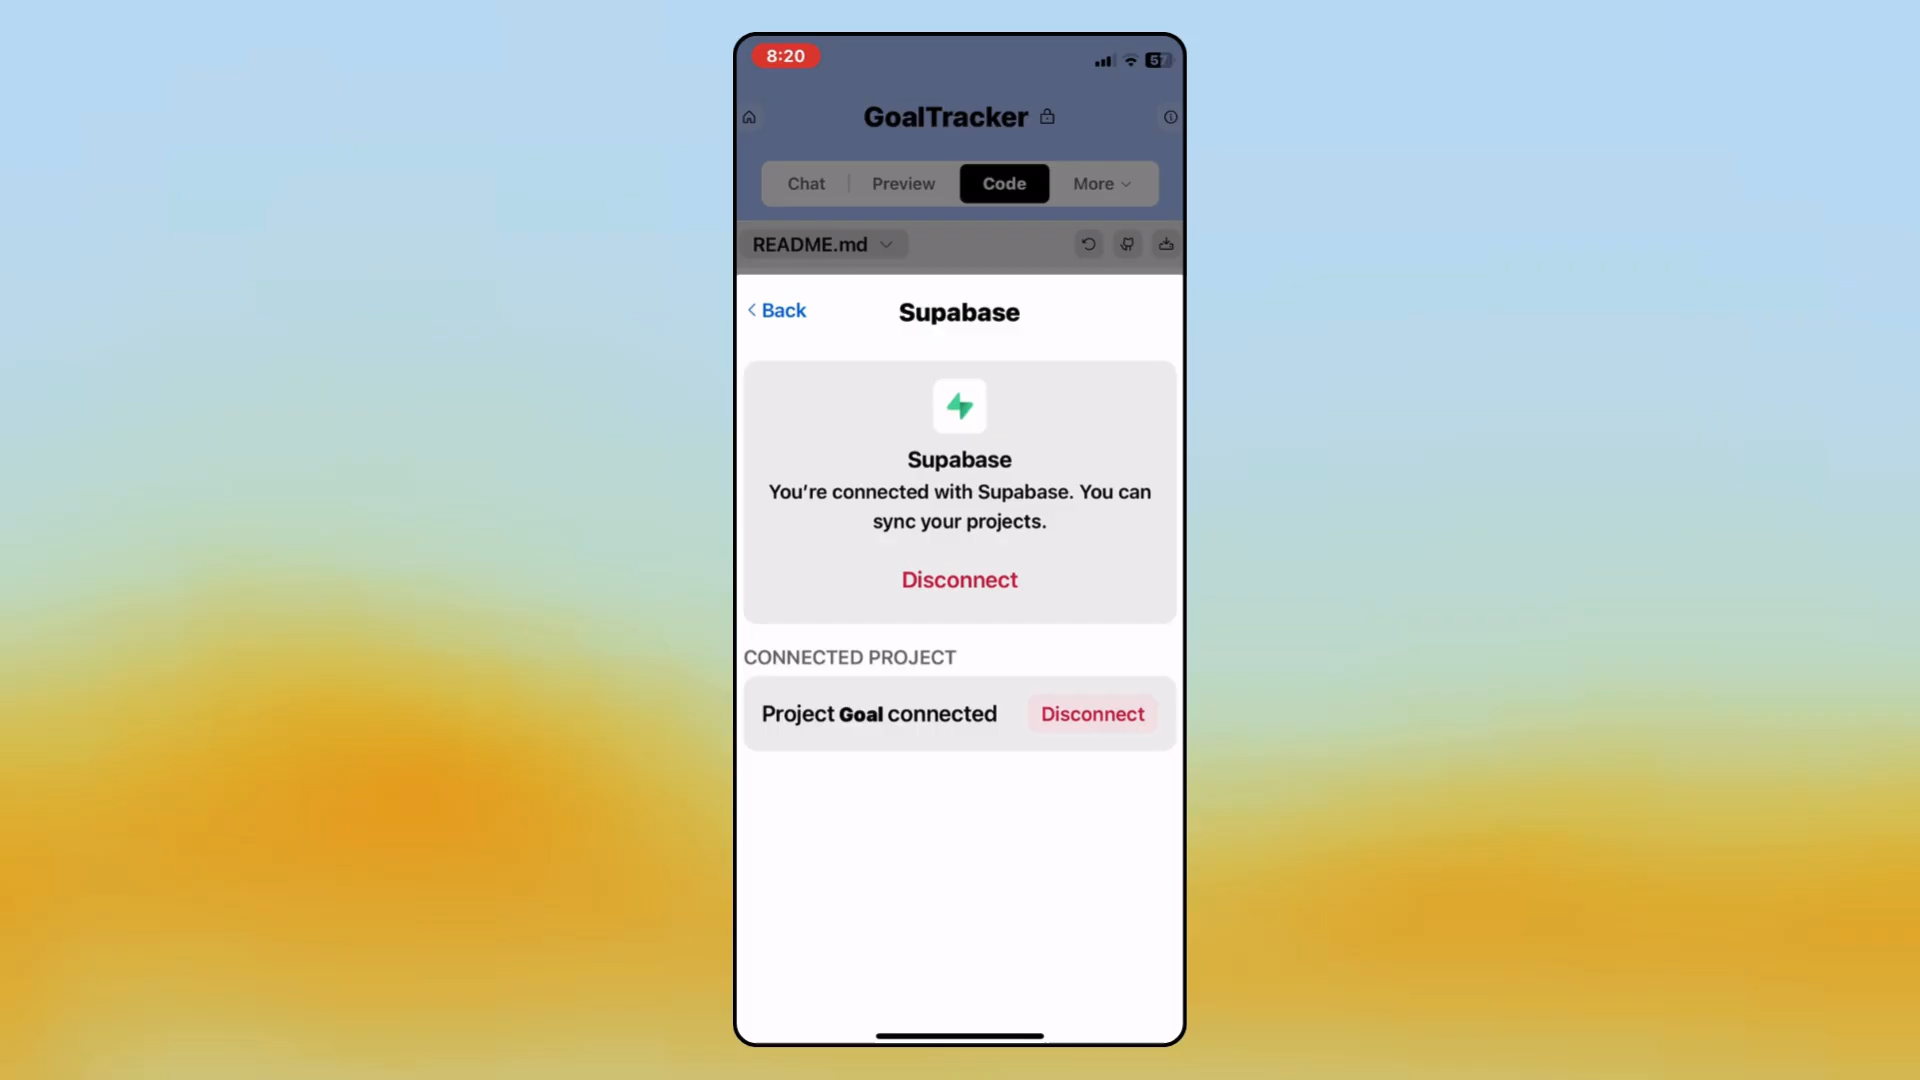 8:20
57
GoalTracker
Chat
Preview
Code
More
README.md
Back
Supabase
Supabase
You're connected with Supabase. You can
sync your projects.
Disconnect
CONNECTED PROJECT
Project Goal connected
Disconnect